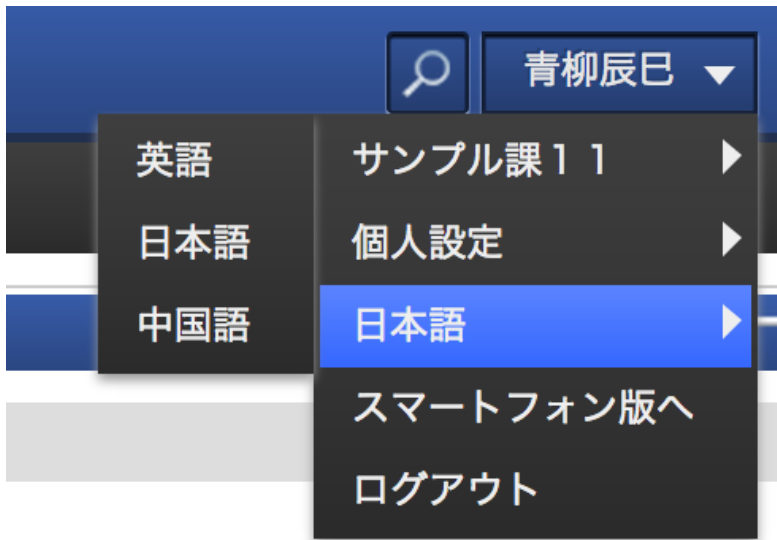 青柳辰巳
英語
日本語
中国語
サンプル課１１
個人設定
日本語
スマートフォン版へ
ログアウト